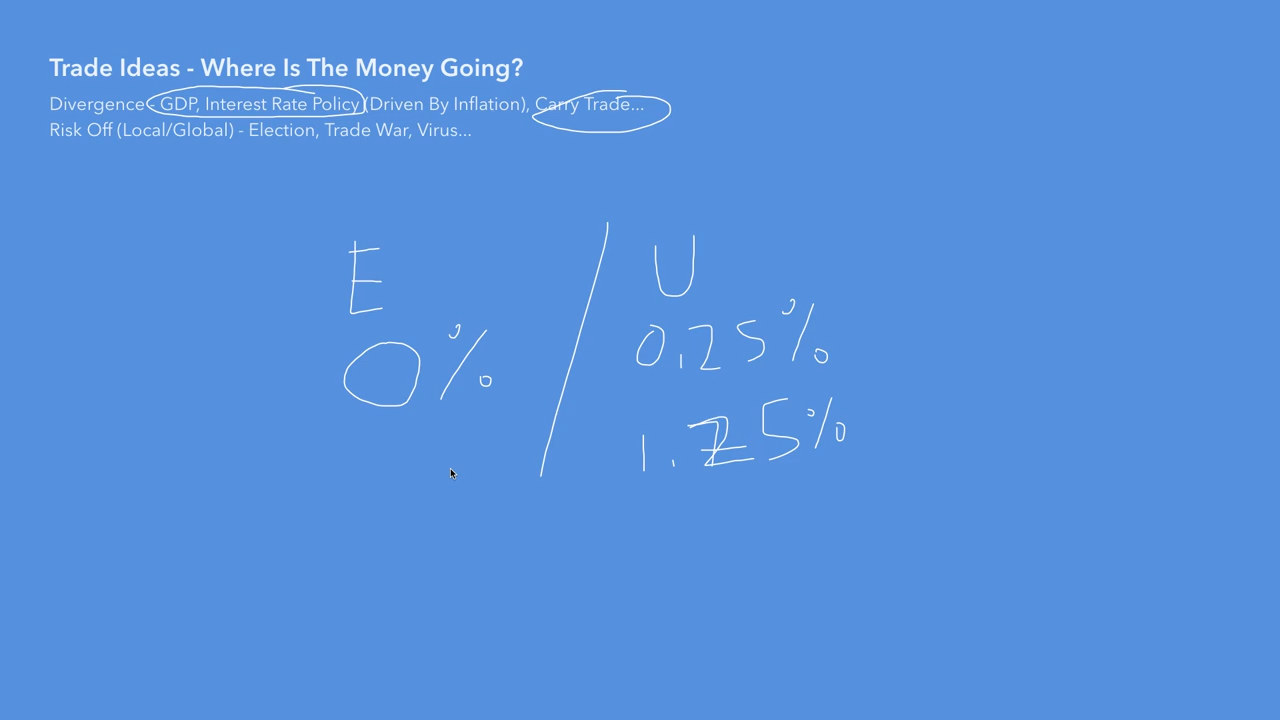 Trade Ideas - Where Is The Money Going?
Divergence - GDP, Interest Rate Policy (Driven By Inflation), Carry Trade...
Risk Off (Local/Global) - Election, Trade War, Virus...
E / U
0% 0.25%
1.75%